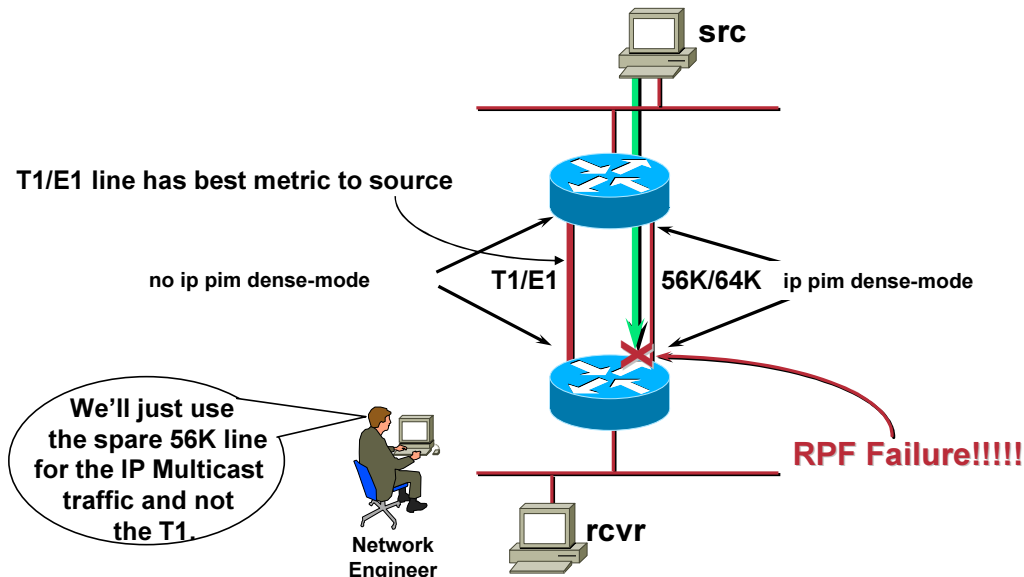 src
T1/E1 line has best metric to source
no ip pim dense-mode
T1/E1
56K/64K
ip pim dense-mode
We’ll just use
the spare 56K line
for the IP Multicast
traffic and not
the T1.
RPF Failure!!!!!
Network
Engineer
rcvr